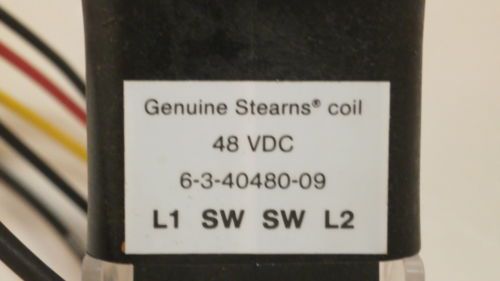 Genuine Stearns® coil
48 VDC
6-3-40480-09
L1 SW SW L2